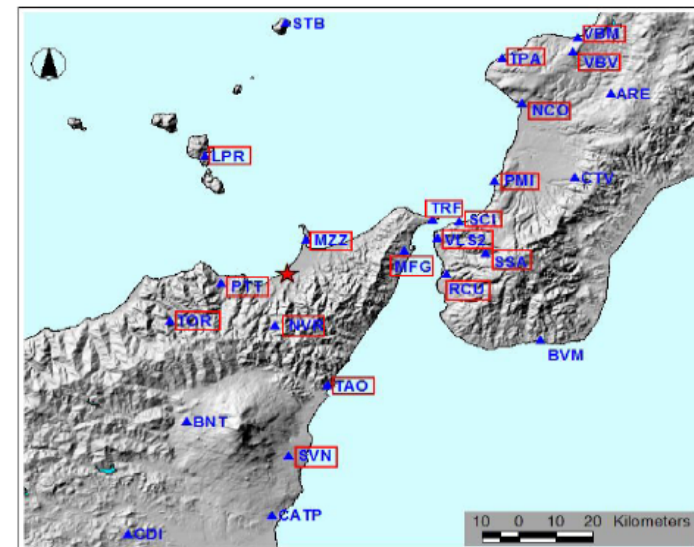 STB
VBM
TPA
VBV
ARE
NCO
LPR
PMI
CTV
TRF
SCI
MZZ
VLS2
MFG
SSA
PTT
RCU
TOR
NVR
BVM
TAO
BNT
SVN
CATP
CDI
10 0 10 20 Kilometers